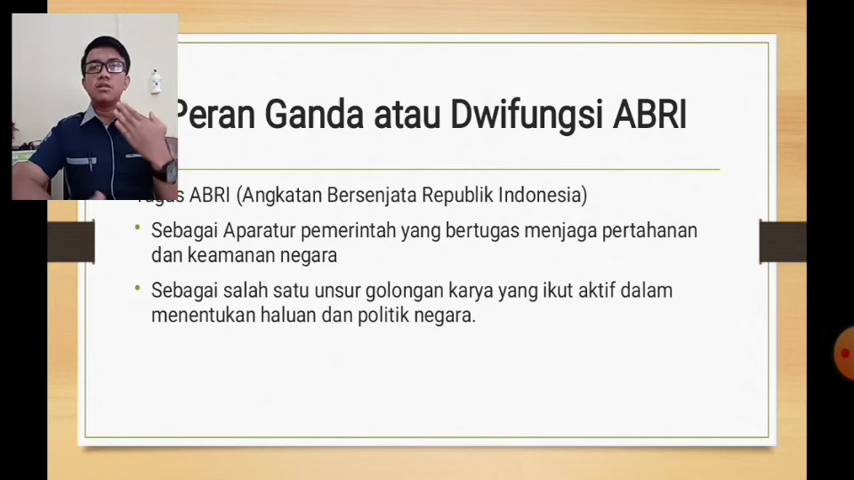 Peran Ganda atau Dwifungsi ABRI
Tugas ABRI (Angkatan Bersenjata Republik Indonesia)
• Sebagai Aparatur pemerintah yang bertugas menjaga pertahanan
dan keamanan negara
• Sebagai salah satu unsur golongan karya yang ikut aktif dalam
menentukan haluan dan politik negara.